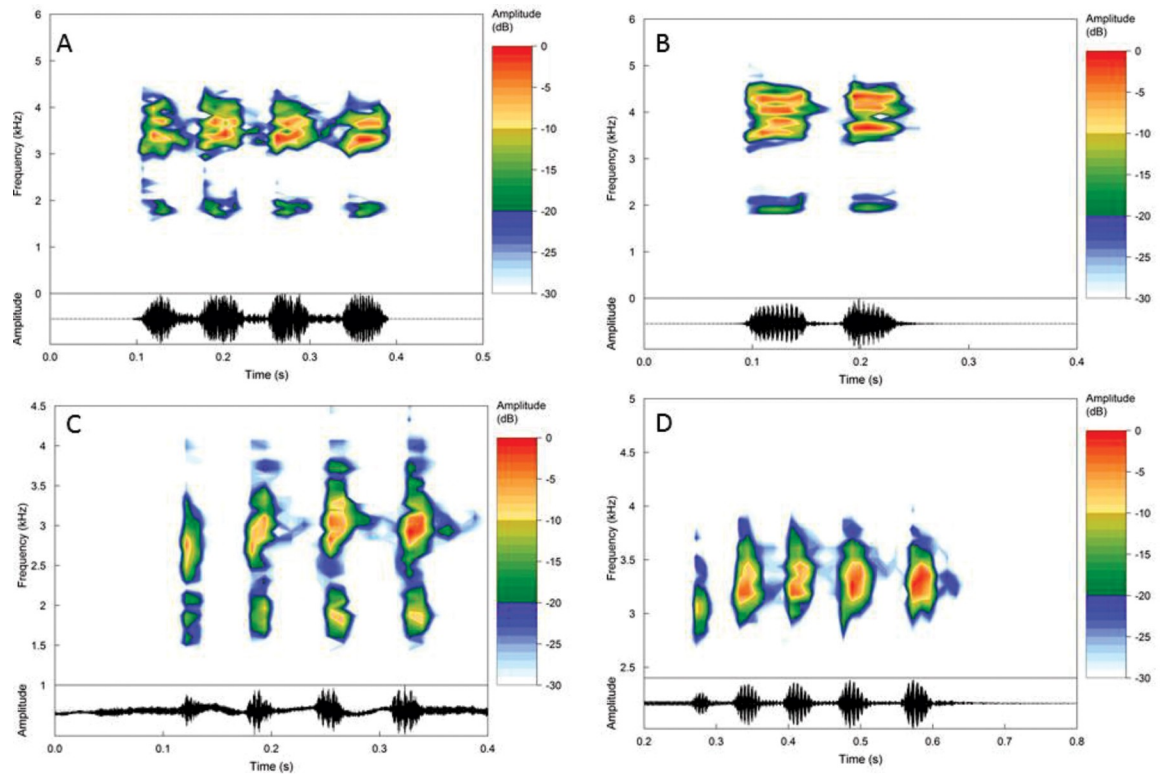 A
Amplitude
(dB)
6
5
4
3
2
1
0
Frequency (kHz)
Amplitude
0
-5
-10
-15
-20
-25
-30
0.0 0.1 0.2 0.3 0.4 0.5
Time (s)
B
Amplitude
(dB)
6
5
4
3
2
1
0
Frequency (kHz)
Amplitude
0
-5
-10
-15
-20
-25
-30
0.0 0.1 0.2 0.3 0.4
Time (s)
C
Amplitude
(dB)
4.5
4
3.5
3
2.5
2
1.5
1
Frequency (kHz)
Amplitude
0
-5
-10
-15
-20
-25
-30
0.0 0.1 0.2 0.3 0.4
Time (s)
D
Amplitude
(dB)
5
4.5
4
3.5
3
2.5
Frequency (kHz)
Amplitude
0
-5
-10
-15
-20
-25
-30
0.2 0.3 0.4 0.5 0.6 0.7 0.8
Time (s)